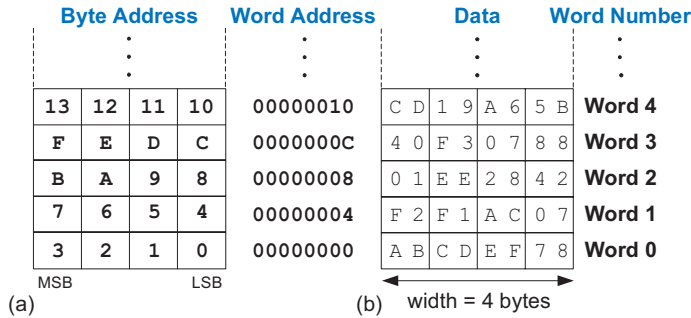 Byte Address Word Address Data Word Number
13 12 11 10 00000010 C D 1 9 A 6 5 B Word 4
F E D C 0000000C 4 0 F 3 0 7 8 8 Word 3
B A 9 8 00000008 0 1 E E 2 8 4 2 Word 2
7 6 5 4 00000004 F 2 F 1 A C 0 7 Word 1
3 2 1 0 00000000 A B C D E F 7 8 Word 0
MSB LSB
(a) (b) width = 4 bytes